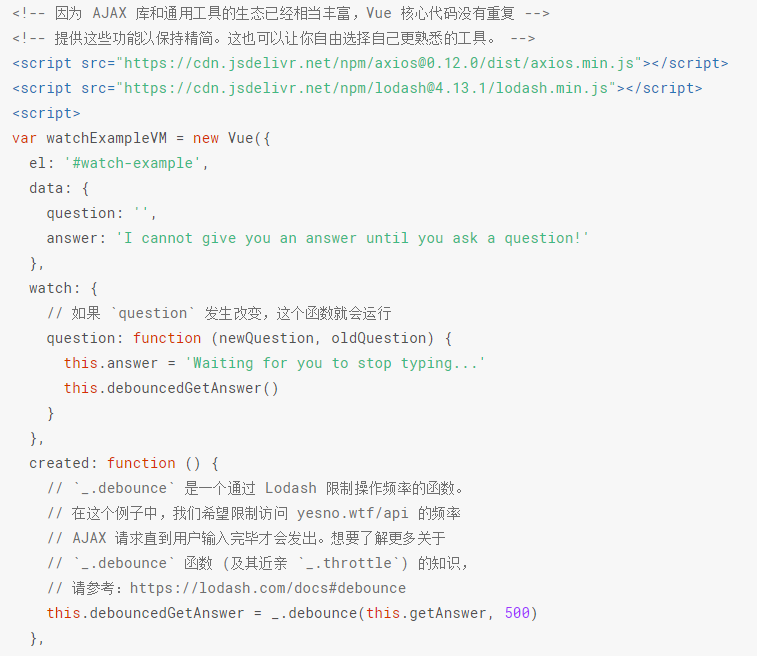 <!-- 因为 AJAX 库和通用工具的生态已经相当丰富，Vue 核心代码没有重复 -->
<!-- 提供这些功能以保持精简。这也可以让你自由选择自己更熟悉的工具。 -->
<script src="https://cdn.jsdelivr.net/npm/axios@0.12.0/dist/axios.min.js"></script>
<script src="https://cdn.jsdelivr.net/npm/lodash@4.13.1/lodash.min.js"></script>
<script>
var watchExampleVM = new Vue({
  el: '#watch-example',
  data: {
    question: '',
    answer: 'I cannot give you an answer until you ask a question!'
  },
  watch: {
    // 如果 `question` 发生改变，这个函数就会运行
    question: function (newQuestion, oldQuestion) {
      this.answer = 'Waiting for you to stop typing...'
      this.debouncedGetAnswer()
    }
  },
  created: function () {
    // `_.debounce` 是一个通过 Lodash 限制操作频率的函数。
    // 在这个例子中，我们希望限制访问 yesno.wtf/api 的频率
    // AJAX 请求直到用户输入完毕才会发出。想要了解更多关于
    // `_.debounce` 函数 (及其近亲 `_.throttle`) 的知识，
    // 请参考：https://lodash.com/docs#debounce
    this.debouncedGetAnswer = _.debounce(this.getAnswer, 500)
  },